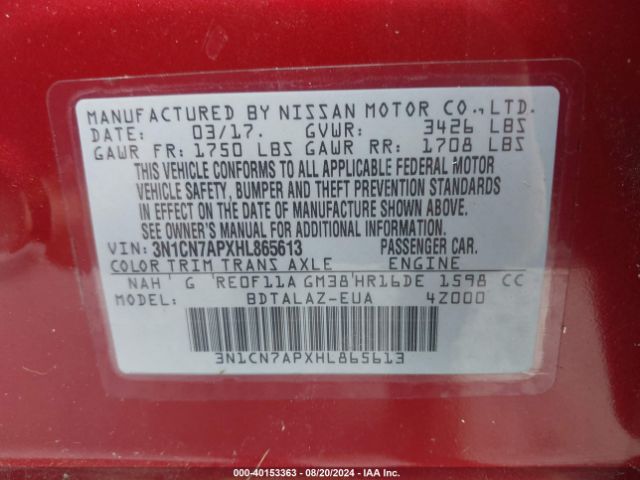 MANUFACTURED BY NISSAN MOTOR CO., LTD.
DATE: 03/17. GVWR: 3426 LBS
GAWR FR: 1750 LBS GAWR RR: 1708 LBS
THIS VEHICLE CONFORMS TO ALL APPLICABLE FEDERAL MOTOR
VEHICLE SAFETY, BUMPER AND THEFT PREVENTION STANDARDS
IN EFFECT ON THE DATE OF MANUFACTURE SHOWN ABOVE.
SEE OWNER'S MANUAL FOR ADDITIONAL INFORMATION.
VIN: 3N1CN7APXHL865613 PASSENGER CAR.
COLOR TRIM TRANS AXLE ENGINE
NAH' G 'RE0F11A GM38'HR16DE 1598 CC
MODEL: BDTALAZ-EUA 4Z000
3N1CN7APXHL865613
000-40153363 - 08/20/2024 - IAA Inc.